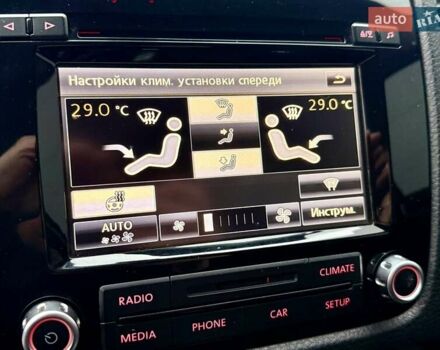 auto RIA
Настройки клим. установки спереди
29.0 °C
29.0 °C
AUTO
Инструм.
RADIO
CLIMATE
MEDIA
PHONE
CAR
SETUP